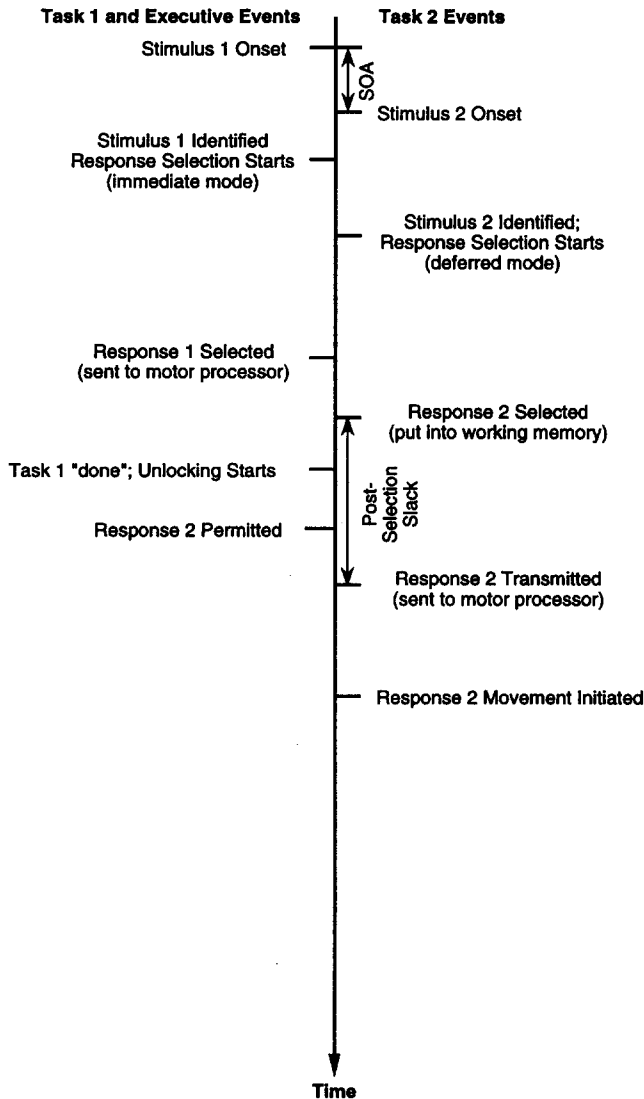 Task 1 and Executive Events
Task 2 Events
Stimulus 1 Onset
SOA
Stimulus 2 Onset
Stimulus 1 Identified
Response Selection Starts
(immediate mode)
Stimulus 2 Identified;
Response Selection Starts
(deferred mode)
Response 1 Selected
(sent to motor processor)
Response 2 Selected
(put into working memory)
Task 1 "done"; Unlocking Starts
Post-
Selection
Slack
Response 2 Permitted
Response 2 Transmitted
(sent to motor processor)
Response 2 Movement Initiated
Time